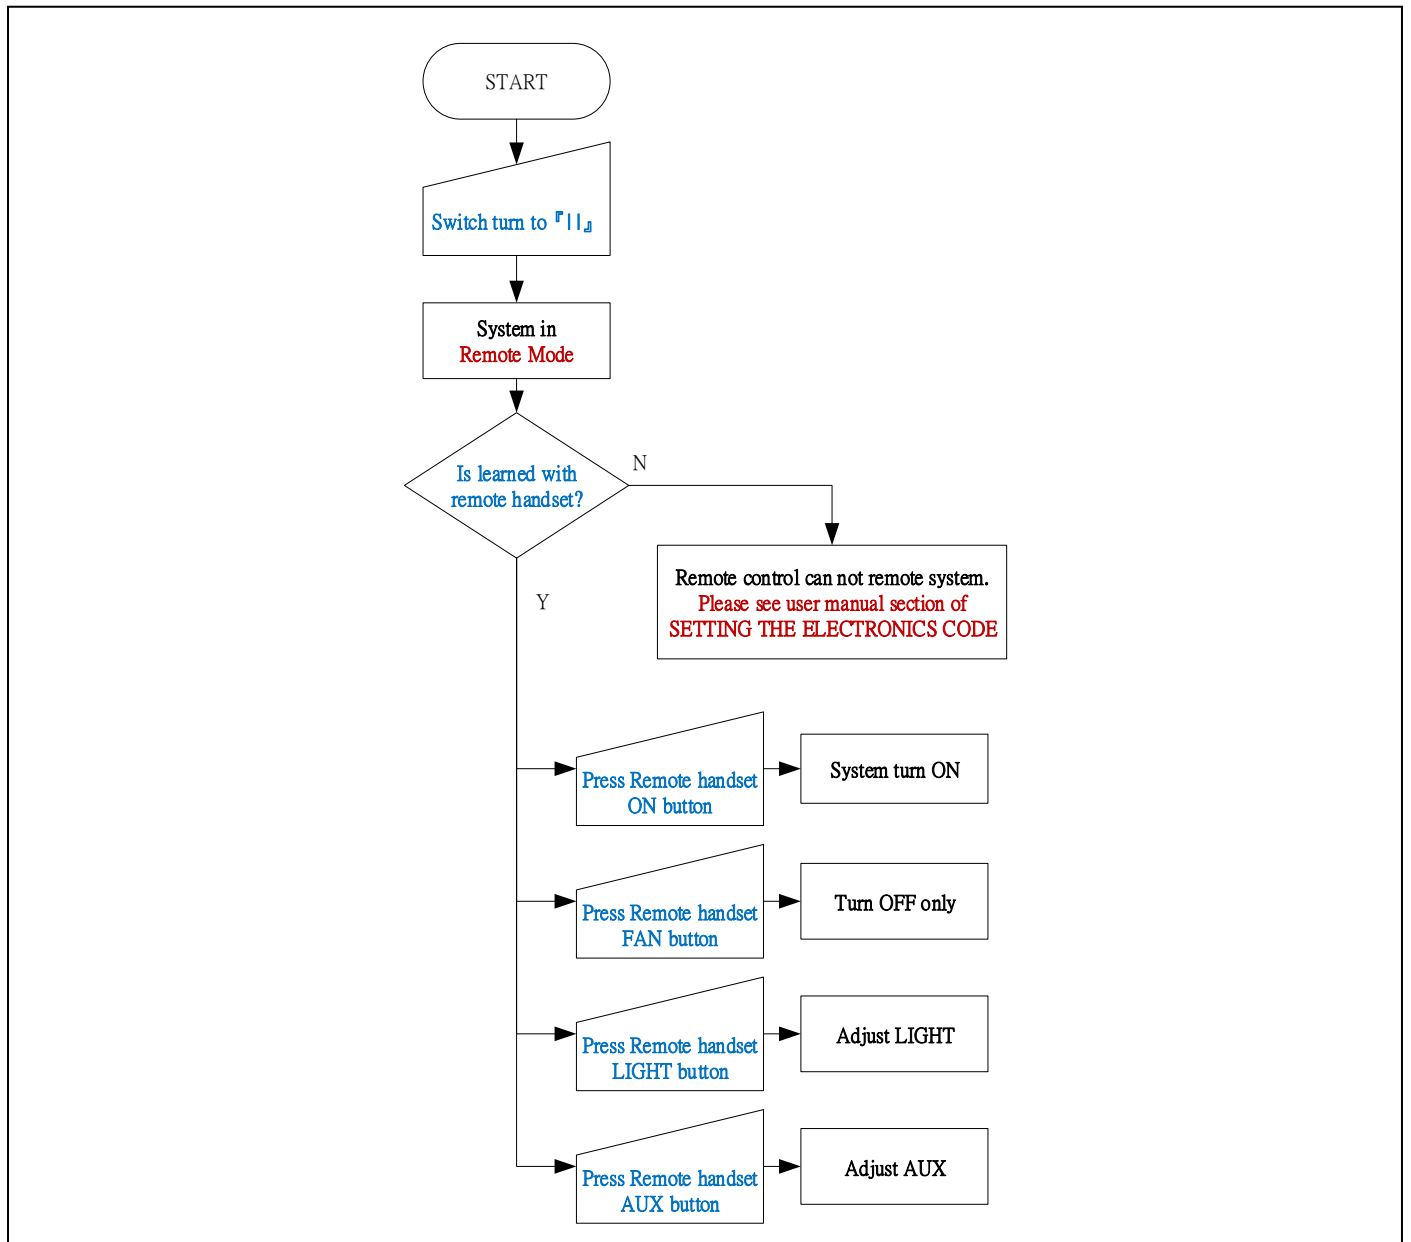 START
Switch turn to『||』
System in
Remote Mode
Is learned with
remote handset?
N
Remote control can not remote system.
Please see user manual section of
SETTING THE ELECTRONICS CODE
Y
Press Remote handset
ON button
System turn ON
Press Remote handset
FAN button
Turn OFF only
Press Remote handset
LIGHT button
Adjust LIGHT
Press Remote handset
AUX button
Adjust AUX